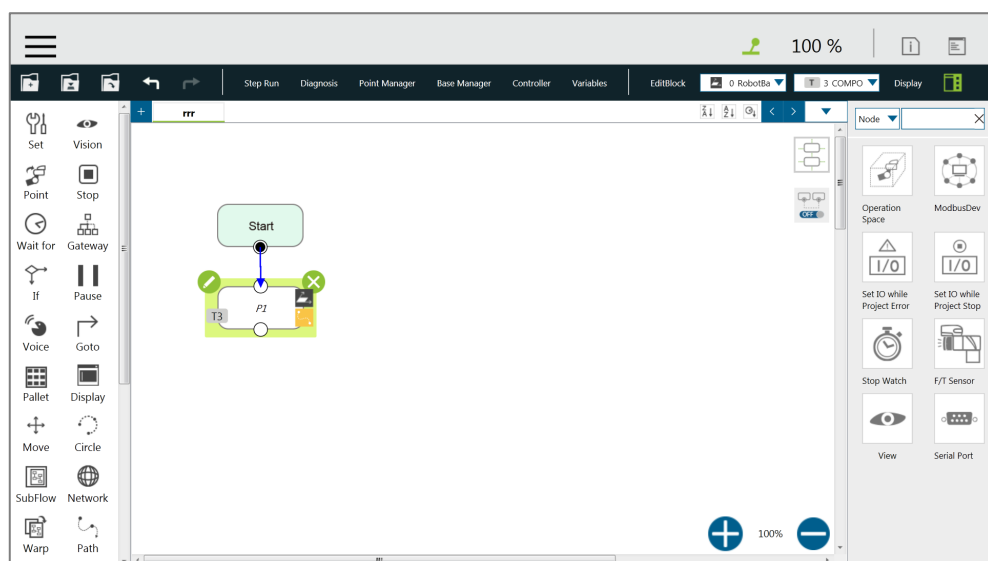 100 %
Step Run Diagnosis Point Manager Base Manager Controller Variables EditBlock 0 RobotBa T 3 COMPO Display
+ rrr
Set Vision
Point Stop
Wait for Gateway
If Pause
Voice Goto
Pallet Display
Move Circle
SubFlow Network
Warp Path
Start
P1
T3
OFF
100%
Node
Operation
Space
ModbusDev
I/O I/O
Set IO while
Project Error
Set IO while
Project Stop
Stop Watch F/T Sensor
View Serial Port